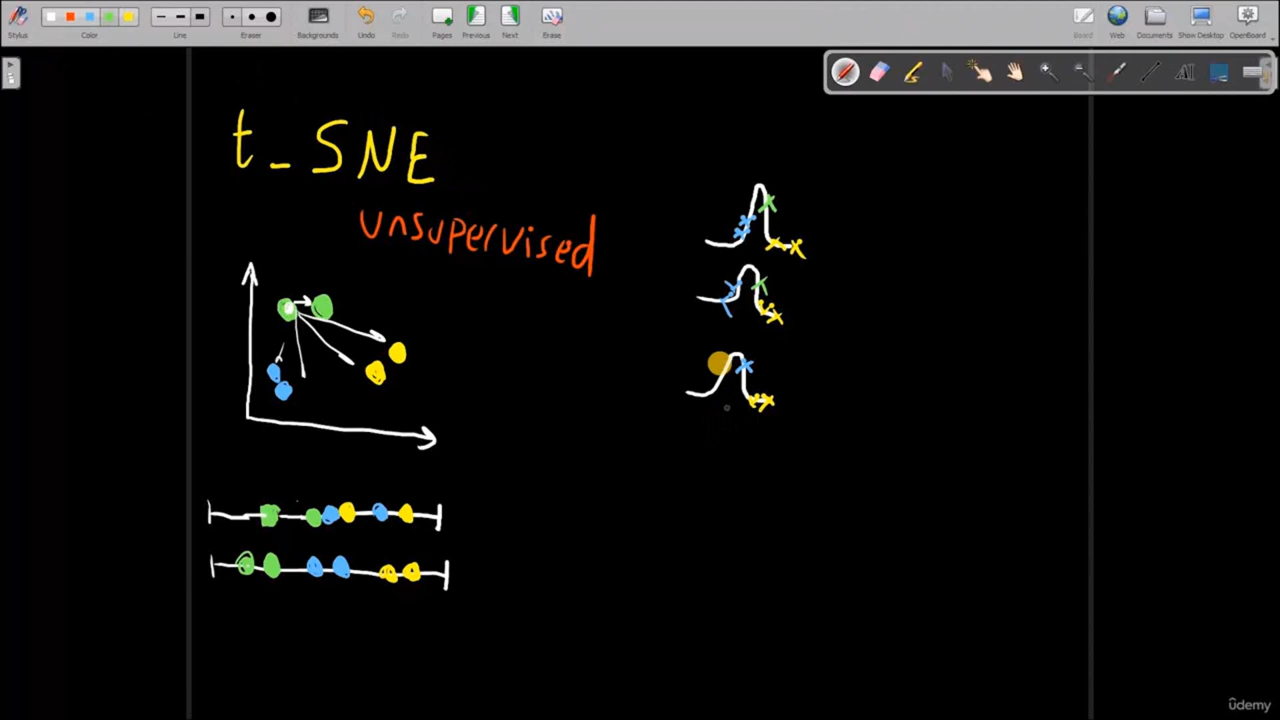 Stylus
Color
Line
Eraser
Backgrounds
Undo
Redo
Pages
Previous
Next
Erase
Board
Web
Documents
Show Desktop
OpenBoard
t_SNE
unsupervised
ûdemy